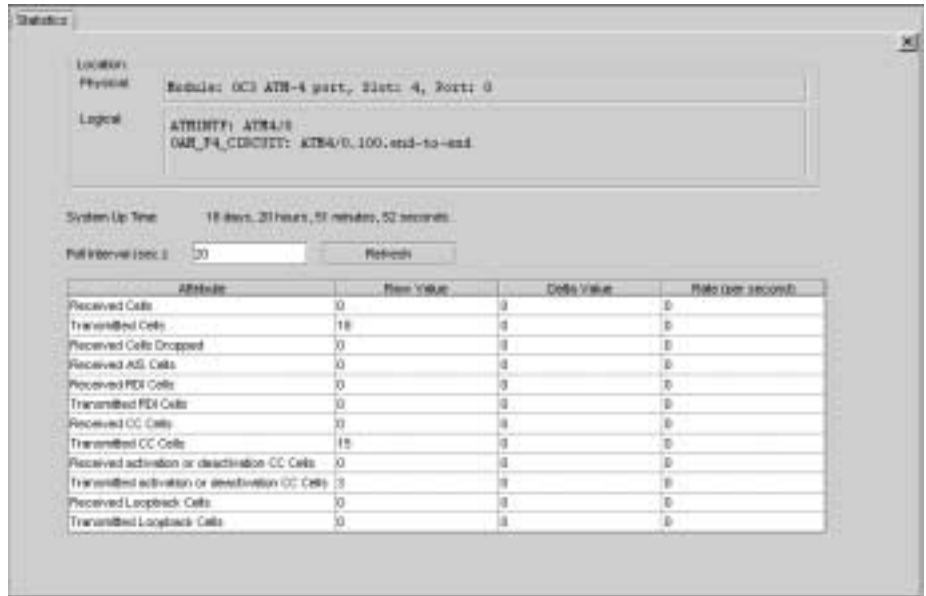 Statistics
Location
Physical
Module: OC3 ATM-4 port, Slot: 4, Port: 0
Logical
ATMINTF: ATM4/0
OAM_F4_CIRCUIT: ATM4/0.100.end-to-end
System Up Time 18 days, 20 hours, 51 minutes, 52 seconds
Poll Interval (sec.): 20 Refresh
Attribute Raw Value Delta Value Rate (per second)
Received Cells 0 0 0
Transmitted Cells 18 0 0
Received Cells Dropped 0 0 0
Received AIS Cells 0 0 0
Received RDI Cells 0 0 0
Transmitted RDI Cells 0 0 0
Received CC Cells 0 0 0
Transmitted CC Cells 15 0 0
Received activation or deactivation CC Cells 0 0 0
Transmitted activation or deactivation CC Cells 3 0 0
Received Loopback Cells 0 0 0
Transmitted Loopback Cells 0 0 0